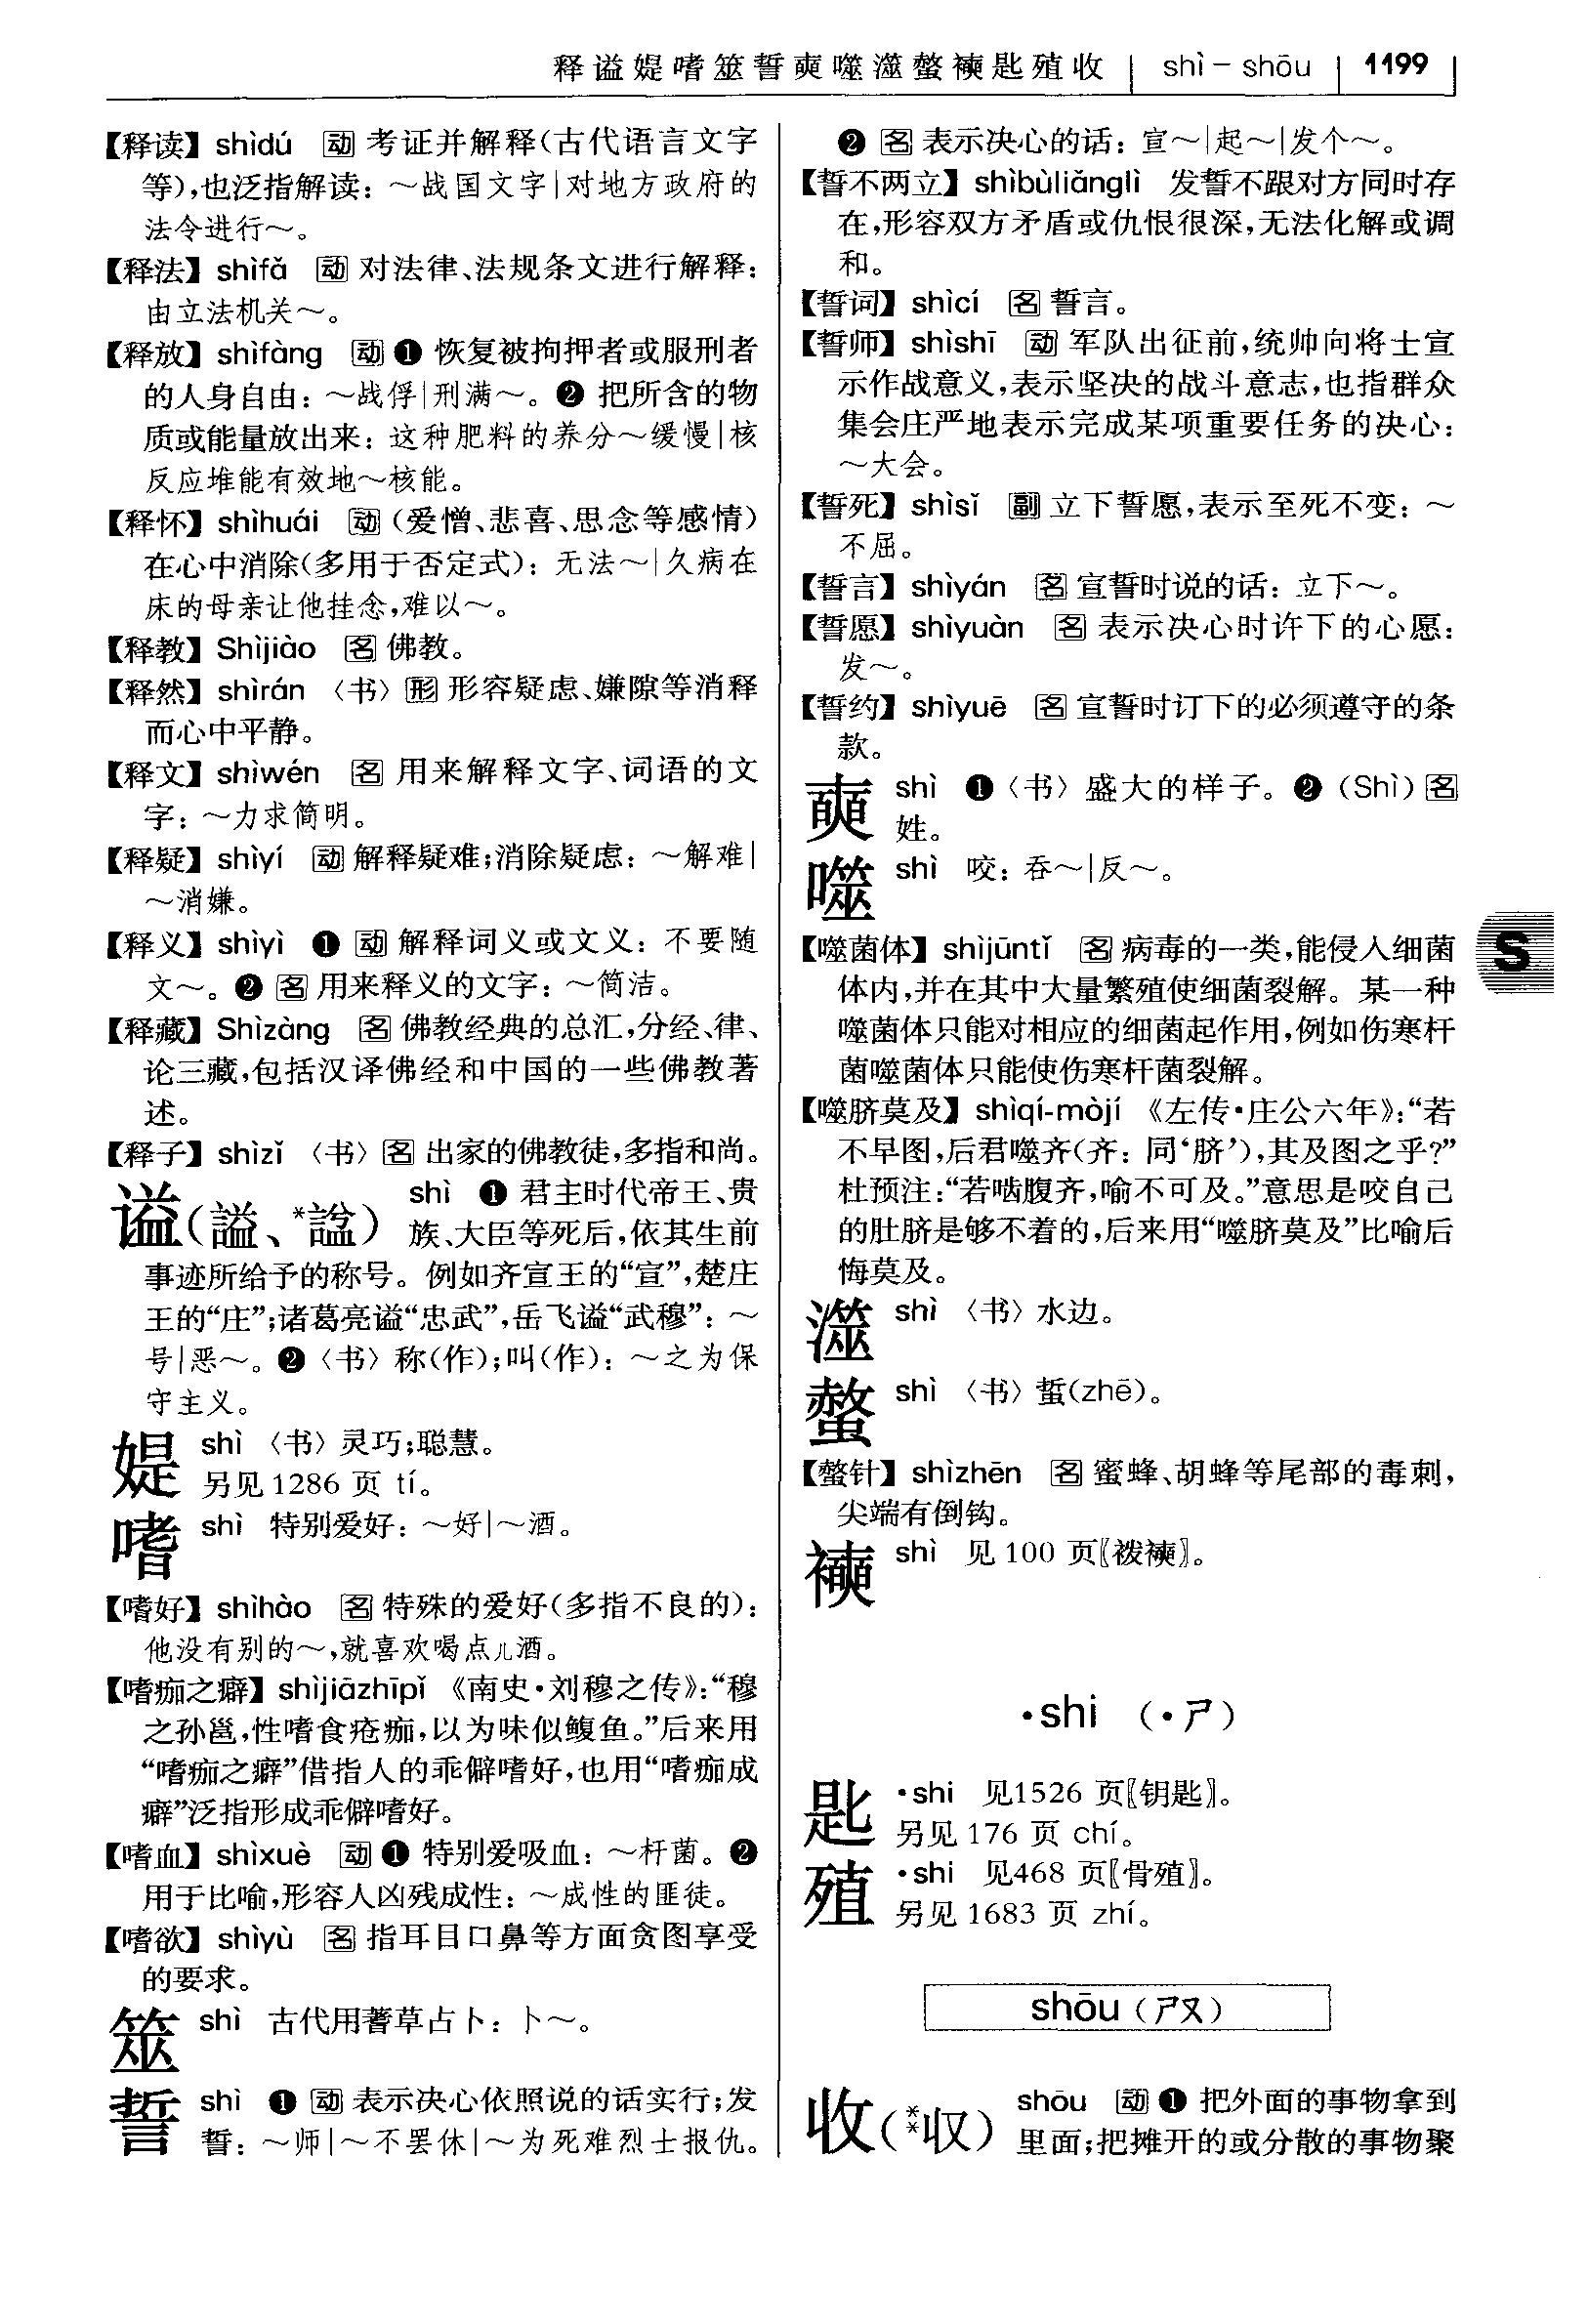 释谥媞嗜筮誓奭噬澨螫襫匙殖收 shì－shōu 1199
【释读】shìdú 动 考证并解释(古代语言文字
等),也泛指解读：～战国文字|对地方政府的
法令进行～。
【释法】shìfǎ 动 对法律、法规条文进行解释：
由立法机关～。
【释放】shìfàng 动 ❶ 恢复被拘押者或服刑者
的人身自由：～战俘|刑满～。❷ 把所含的物
质或能量放出来：这种肥料的养分～缓慢|核
反应堆能有效地～核能。
【释怀】shìhuái 动 (爱憎、悲喜、思念等感情)
在心中消除(多用于否定式)：无法～|久病在
床的母亲让他挂念,难以～。
【释教】Shìjiào 名 佛教。
【释然】shìrán 〈书〉形 形容疑虑、嫌隙等消释
而心中平静。
【释文】shìwén 名 用来解释文字、词语的文
字：～力求简明。
【释疑】shìyí 动 解释疑难;消除疑虑：～解难|
～消嫌。
【释义】shìyì ❶ 动 解释词义或文义：不要随
文～。❷ 名 用来释义的文字：～简洁。
【释藏】Shìzàng 名 佛教经典的总汇,分经、律、
论三藏,包括汉译佛经和中国的一些佛教著
述。
【释子】shìzǐ 〈书〉名 出家的佛教徒,多指和尚。
谥(謚、*諡) shì ❶ 君主时代帝王、贵
族、大臣等死后,依其生前
事迹所给予的称号。例如齐宣王的“宣”,楚庄
王的“庄”;诸葛亮谥“忠武”,岳飞谥“武穆”：～
号|恶～。❷〈书〉称(作);叫(作)：～之为保
守主义。
媞 shì 〈书〉灵巧;聪慧。
另见1286 页 tí。
嗜 shì 特别爱好：～好|～酒。
【嗜好】shìhào 名 特殊的爱好(多指不良的)：
他没有别的～,就喜欢喝点儿酒。
【嗜痂之癖】shìjiāzhīpǐ 《南史·刘穆之传》:“穆
之孙邕,性嗜食疮痂,以为味似鳆鱼。”后来用
“嗜痂之癖”借指人的乖僻嗜好,也用“嗜痂成
癖”泛指形成乖僻嗜好。
【嗜血】shìxuè 动 ❶ 特别爱吸血：～杆菌。❷
用于比喻,形容人凶残成性：～成性的匪徒。
【嗜欲】shìyù 名 指耳目口鼻等方面贪图享受
的要求。
筮 shì 古代用蓍草占卜：卜～。
誓 shì ❶ 动 表示决心依照说的话实行;发
誓：～师|～不罢休|～为死难烈士报仇。
❷ 名 表示决心的话：宣～|起～|发个～。
【誓不两立】shìbùliǎnglì 发誓不跟对方同时存
在,形容双方矛盾或仇恨很深,无法化解或调
和。
【誓词】shìcí 名 誓言。
【誓师】shìshī 动 军队出征前,统帅向将士宣
示作战意义,表示坚决的战斗意志,也指群众
集会庄严地表示完成某项重要任务的决心：
～大会。
【誓死】shìsǐ 副 立下誓愿,表示至死不变：～
不屈。
【誓言】shìyán 名 宣誓时说的话：立下～。
【誓愿】shìyuàn 名 表示决心时许下的心愿：
发～。
【誓约】shìyuē 名 宣誓时订下的必须遵守的条
款。
奭 shì ❶〈书〉盛大的样子。❷ (Shì) 名
姓。
噬 shì 咬：吞～|反～。
【噬菌体】shìjūntǐ 名 病毒的一类,能侵入细菌
体内,并在其中大量繁殖使细菌裂解。某一种
噬菌体只能对相应的细菌起作用,例如伤寒杆
菌噬菌体只能使伤寒杆菌裂解。
S
【噬脐莫及】shìqí-mòjí 《左传·庄公六年》:“若
不早图,后君噬齐(齐：同‘脐’),其及图之乎?”
杜预注:“若啮腹齐,喻不可及。”意思是咬自己
的肚脐是够不着的,后来用“噬脐莫及”比喻后
悔莫及。
澨 shì 〈书〉水边。
螫 shì 〈书〉蜇(zhē)。
【螫针】shìzhēn 名 蜜蜂、胡蜂等尾部的毒刺,
尖端有倒钩。
襫 shì 见 100 页〖袯襫〗。
·shi (·ㄕ)
匙 ·shi 见1526 页〖钥匙〗。
另见 176 页 chí。
殖 ·shi 见468 页〖骨殖〗。
另见 1683 页 zhí。
shōu (ㄕㄡ)
收(**収) shōu 动 ❶ 把外面的事物拿到
里面;把摊开的或分散的事物聚